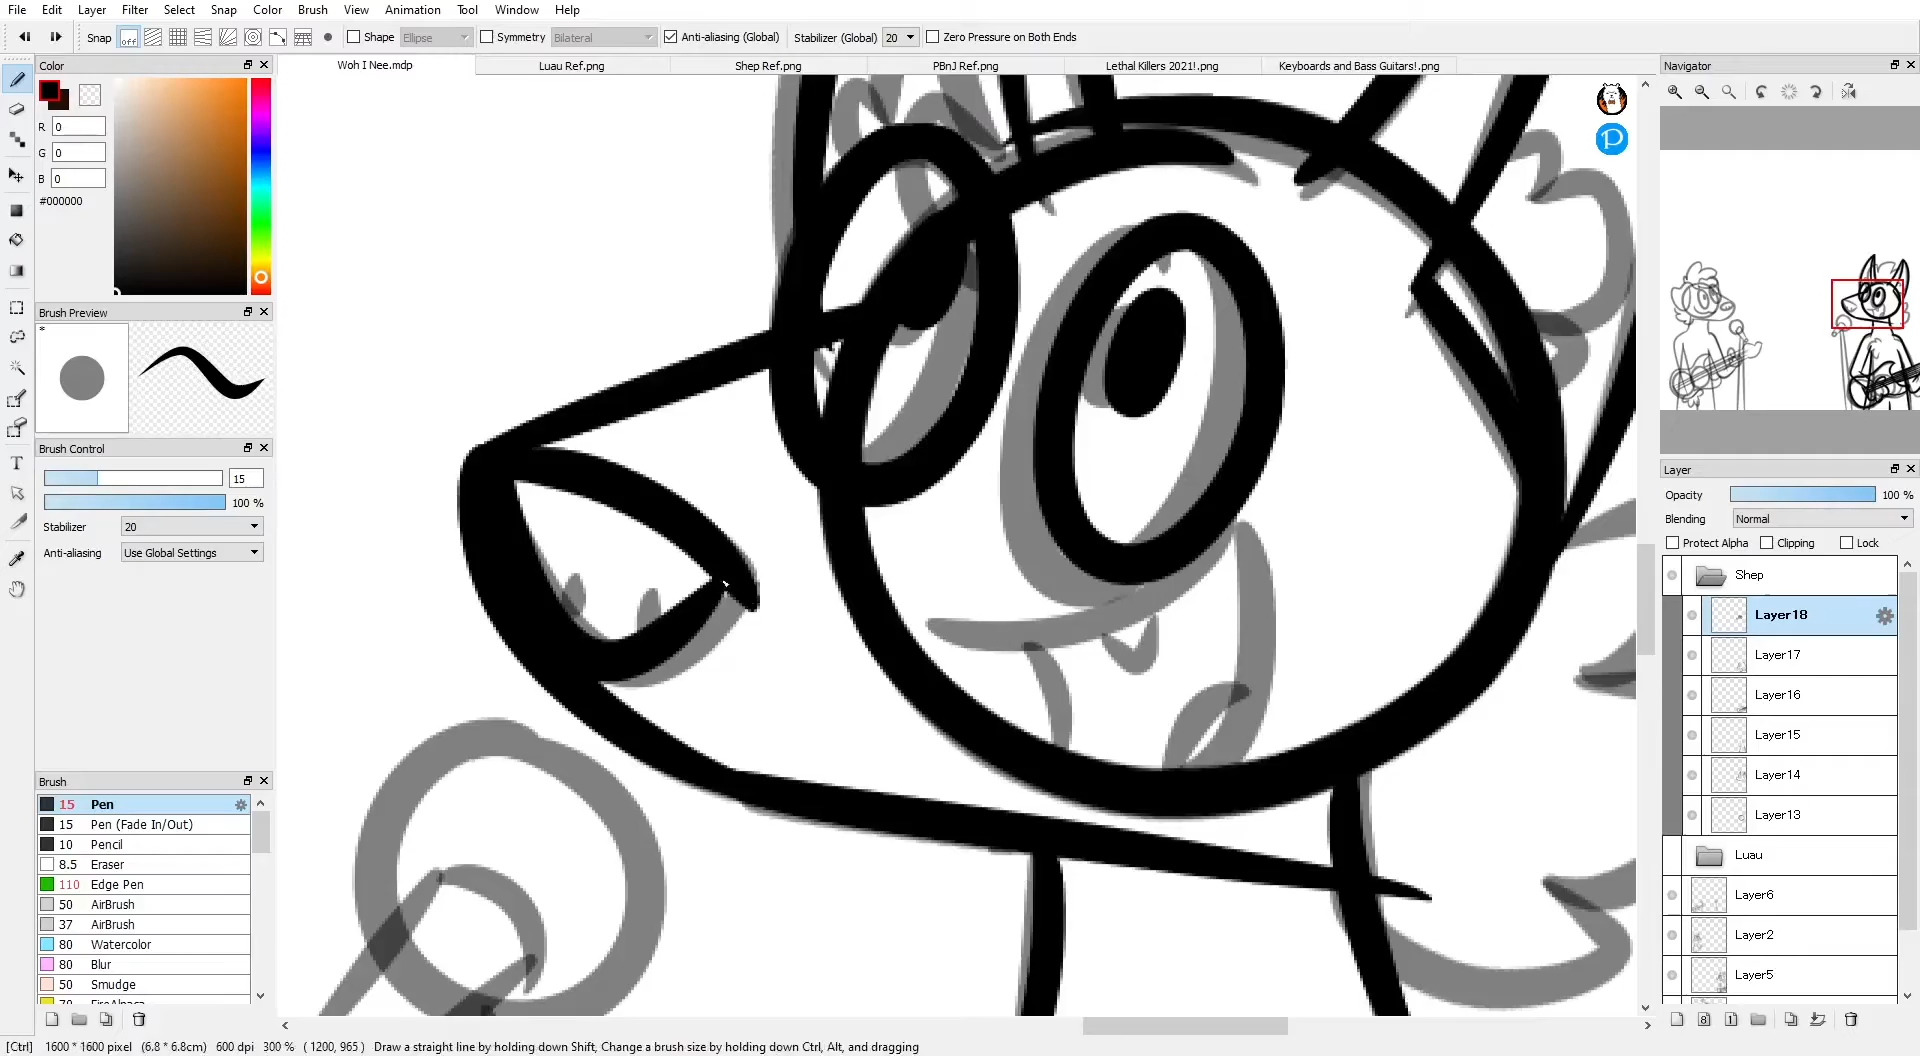 File Edit Layer Filter Select Snap Color Brush View Animation Tool Window Help
Snap off Shape Ellipse Symmetry Bilateral Anti-aliasing (Global) Stabilizer (Global) 20 Zero Pressure on Both Ends
Color
Woh I Nee.mdp Luau Ref.png Shep Ref.png PBnJ Ref.png Lethal Killers 2021!.png Keyboards and Bass Guitars!.png
Navigator
R 0
G 0
B 0
#000000
Brush Preview
*
Brush Control
15
100 %
Stabilizer 20
Anti-aliasing Use Global Settings
Brush
15 Pen
15 Pen (Fade In/Out)
10 Pencil
8.5 Eraser
110 Edge Pen
50 AirBrush
37 AirBrush
80 Watercolor
80 Blur
50 Smudge
Layer
Opacity 100 %
Blending Normal
Protect Alpha Clipping Lock
Shep
Layer18
Layer17
Layer16
Layer15
Layer14
Layer13
Luau
Layer6
Layer2
Layer5
[Ctrl] 1600 * 1600 pixel (6.8 * 6.8cm) 600 dpi 300 % ( 1200, 965 ) Draw a straight line by holding down Shift, Change a brush size by holding down Ctrl, Alt, and dragging